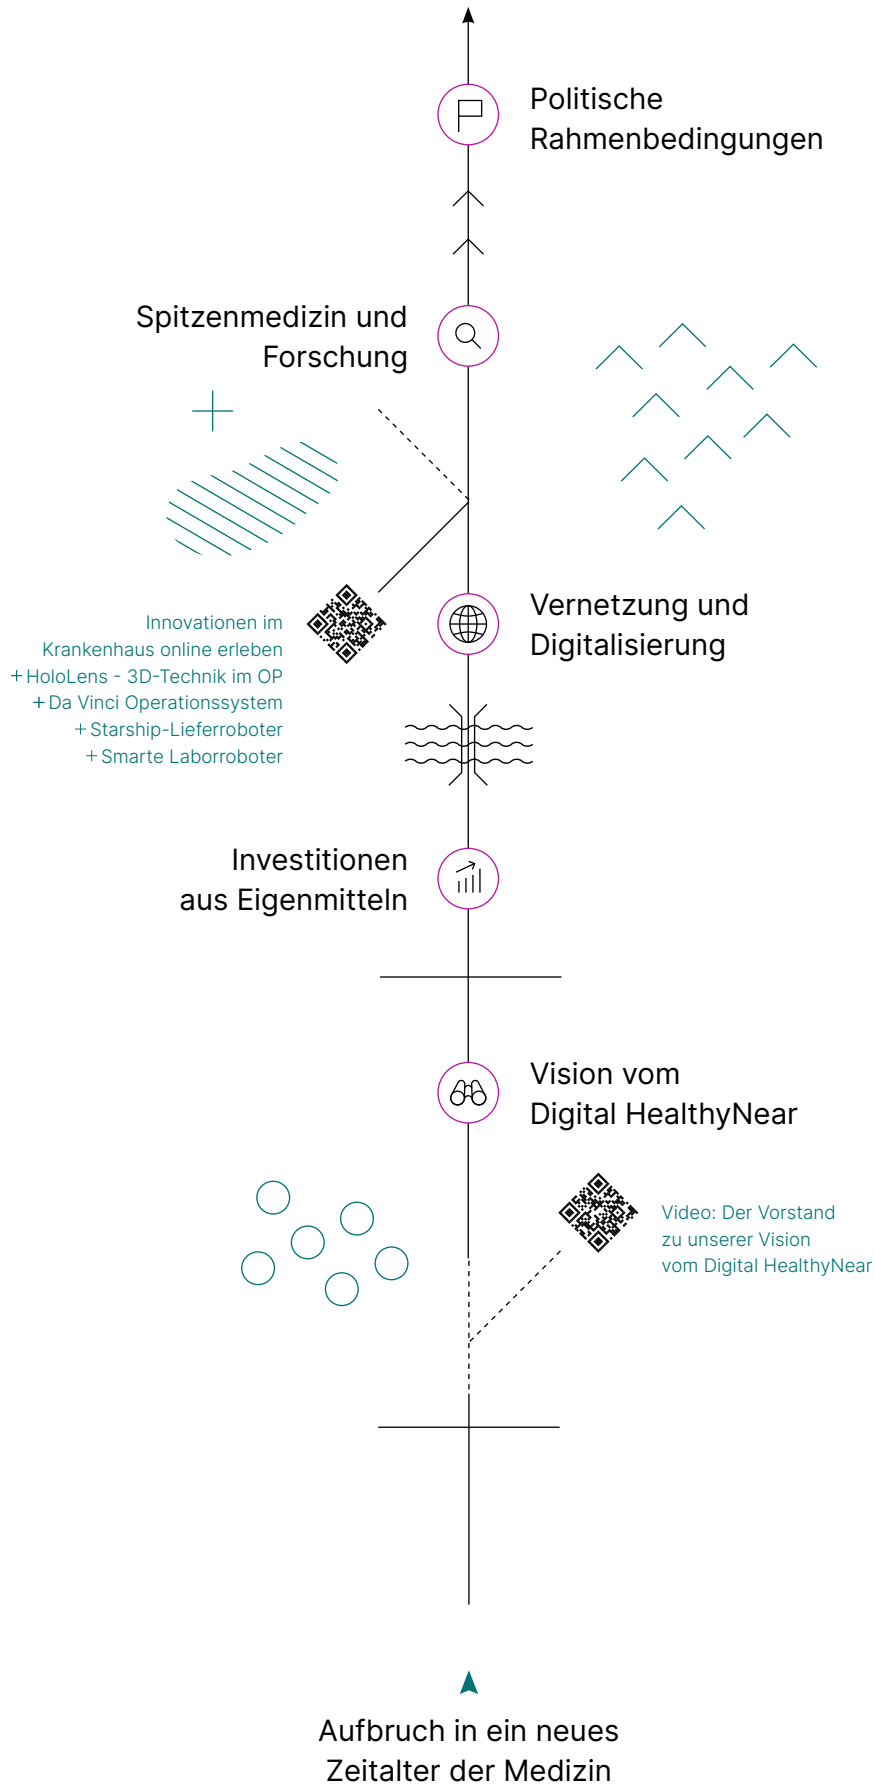 Politische
Rahmenbedingungen
Spitzenmedizin und
Forschung
Vernetzung und
Digitalisierung
Innovationen im
Krankenhaus online erleben
+ HoloLens - 3D-Technik im OP
+ Da Vinci Operationssystem
+ Starship-Lieferroboter
+ Smarte Laborroboter
Investitionen
aus Eigenmitteln
Vision vom
Digital HealthyNear
Video: Der Vorstand
zu unserer Vision
vom Digital HealthyNear
Aufbruch in ein neues
Zeitalter der Medizin